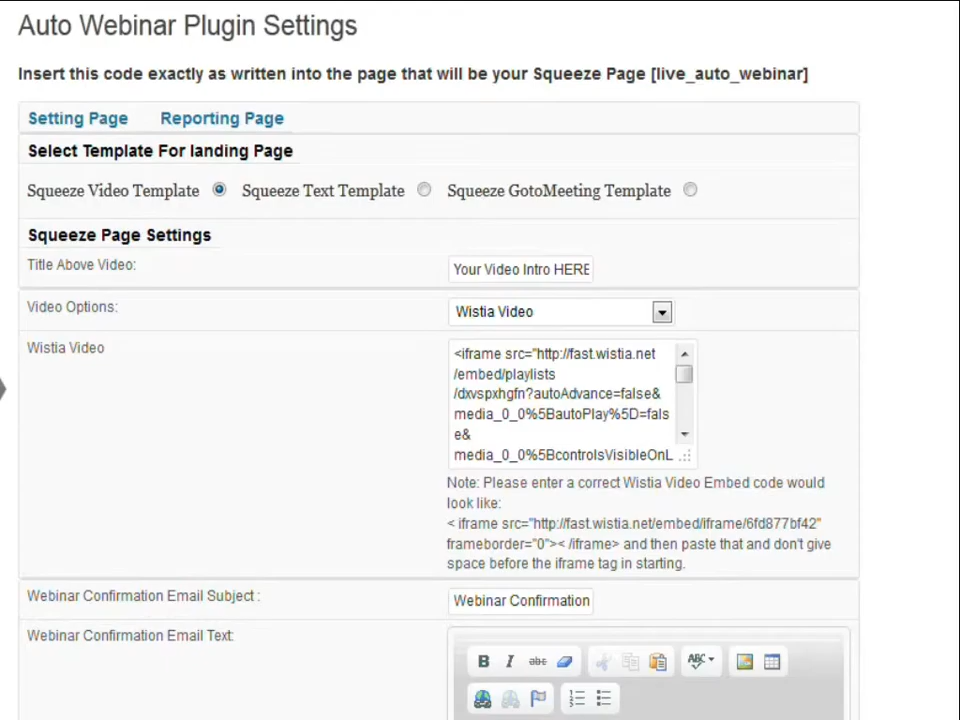 Auto Webinar Plugin Settings
Insert this code exactly as written into the page that will be your Squeeze Page [live_auto_webinar]
Setting Page Reporting Page
Select Template For landing Page
Squeeze Video Template Squeeze Text Template Squeeze GotoMeeting Template
Squeeze Page Settings
Title Above Video: Your Video Intro HERE
Video Options: Wistia Video
Wistia Video
<iframe src="http://fast.wistia.net
/embed/playlists
/dxvspxhgfn?autoAdvance=false&
media_0_0%5BautoPlay%5D=fals
e&
media_0_0%5BcontrolsVisibleOnL
Note: Please enter a correct Wistia Video Embed code would
look like:
< iframe src="http://fast.wistia.net/embed/iframe/6fd877bf42"
frameborder="0">< /iframe> and then paste that and don't give
space before the iframe tag in starting.
Webinar Confirmation Email Subject : Webinar Confirmation
Webinar Confirmation Email Text:
B I abc ABC